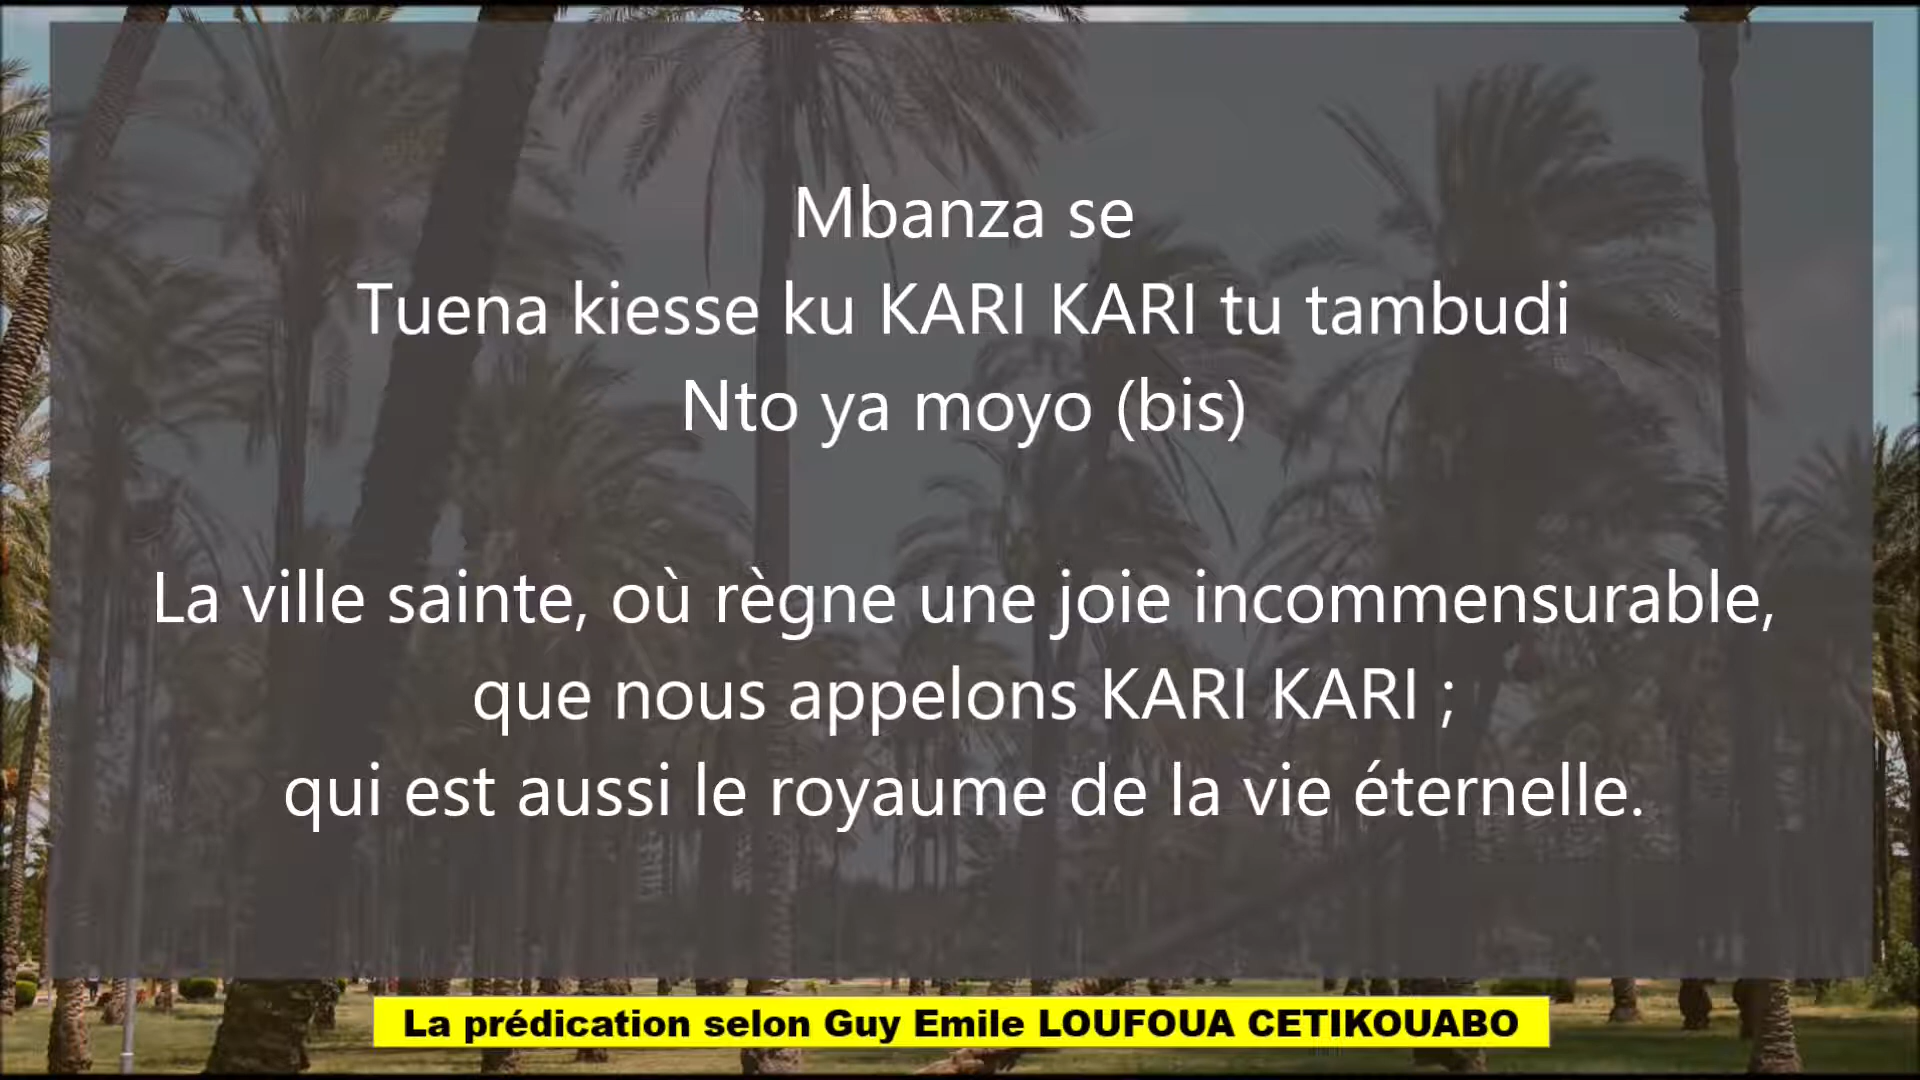 Mbanza se
Tuena kiesse ku KARI KARI tu tambudi
Nto ya moyo (bis)
La ville sainte, où règne une joie incommensurable,
que nous appelons KARI KARI ;
qui est aussi le royaume de la vie éternelle.
La prédication selon Guy Emile LOUFOUA CETIKOUABO